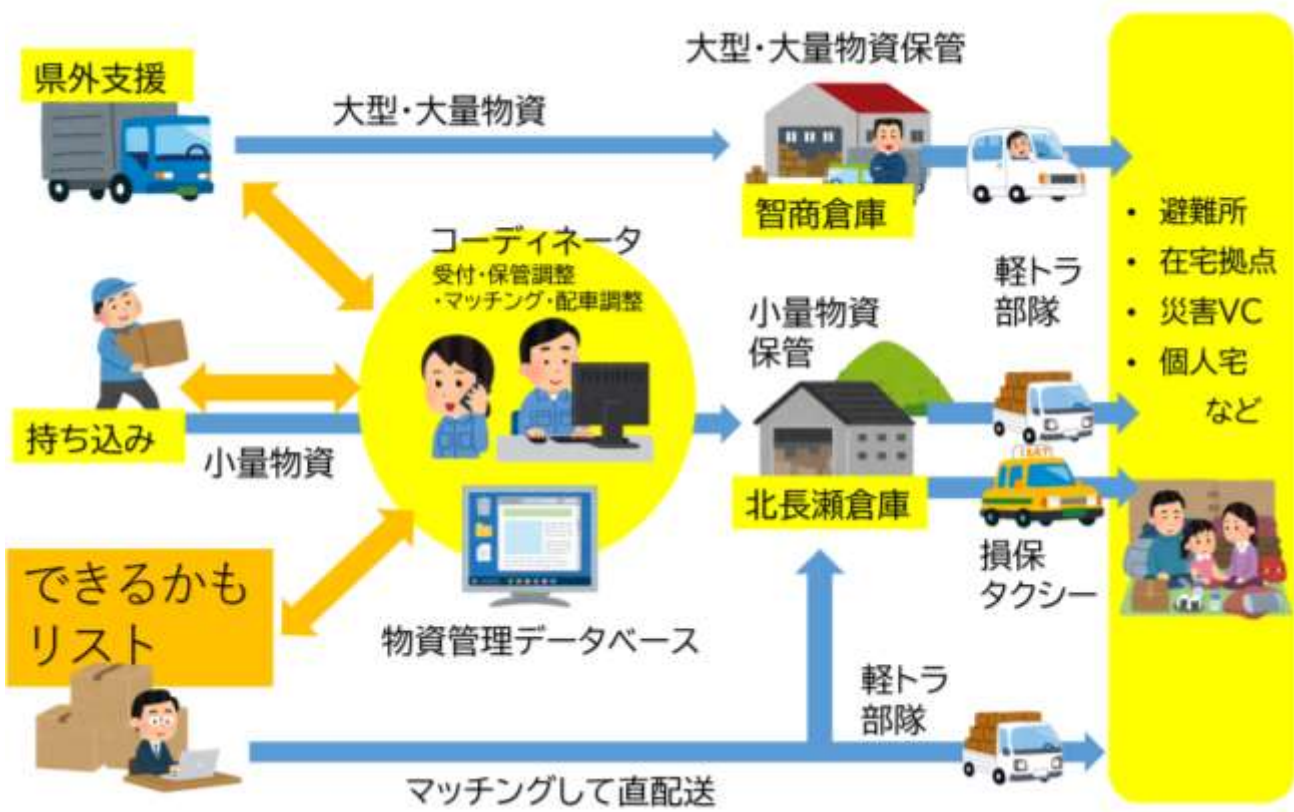 県外支援
大型・大量物資
大型・大量物資保管
智商倉庫
コーディネータ
受付・保管調整
・マッチング・配車調整
持ち込み
小量物資
小量物資
保管
北長瀬倉庫
軽トラ
部隊
損保
タクシー
TAXI
• 避難所
• 在宅拠点
• 災害VC
• 個人宅
など
できるかも
リスト
物資管理データベース
軽トラ
部隊
マッチングして直配送